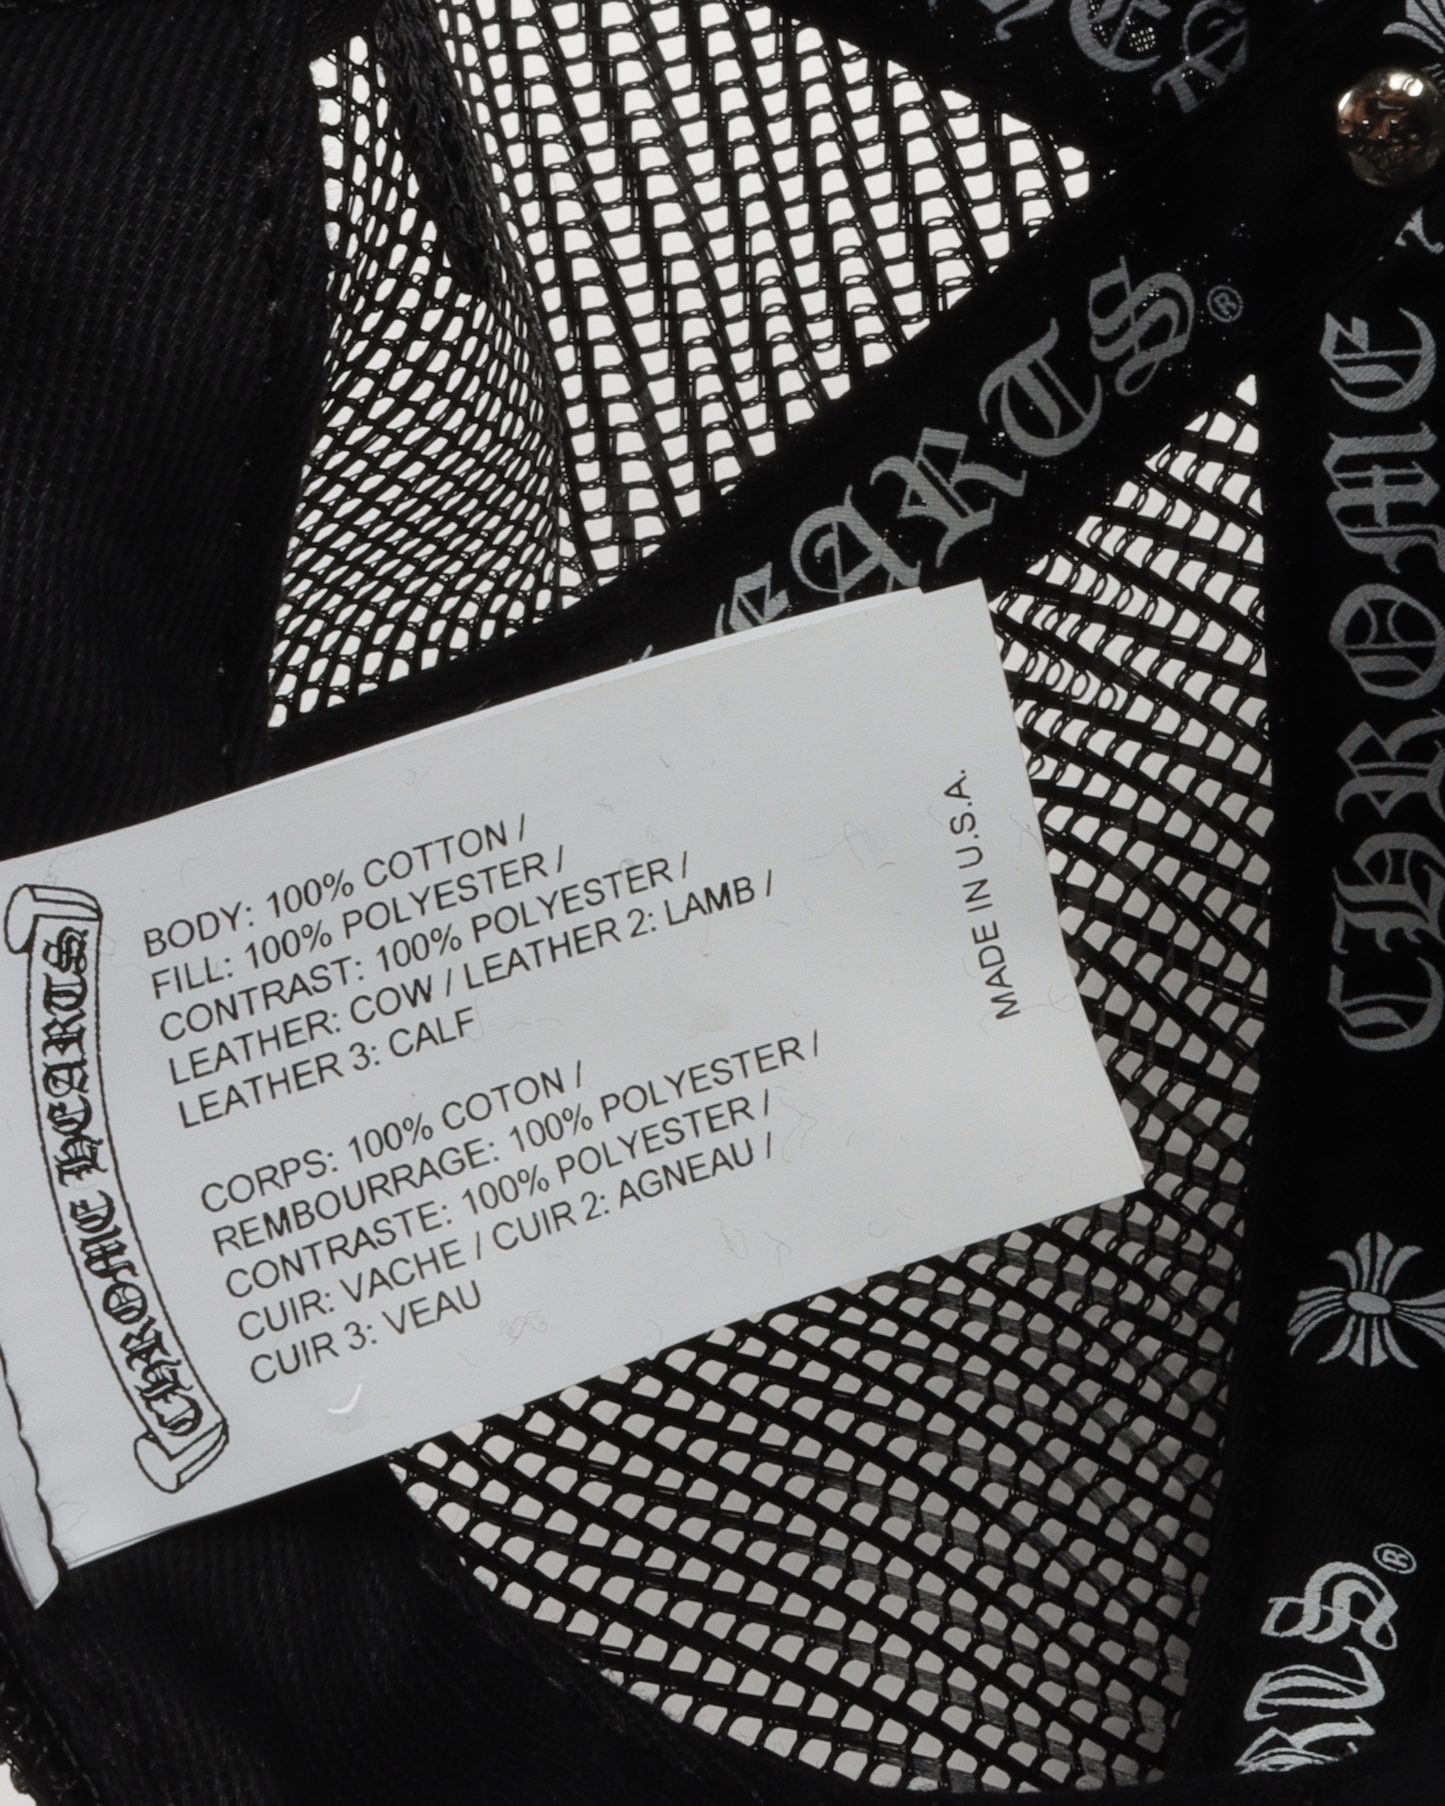 BODY: 100% COTTON /
FILL: 100% POLYESTER /
CONTRAST: 100% POLYESTER /
LEATHER: COW / LEATHER 2: LAMB /
LEATHER 3: CALF
CORPS: 100% COTON /
REMBOURRAGE: 100% POLYESTER /
CONTRASTE: 100% POLYESTER /
CUIR: VACHE / CUIR 2: AGNEAU /
CUIR 3: VEAU
MADE IN U.S.A.
CHROME HEARTS
EARTS®
CHROME
RTS®